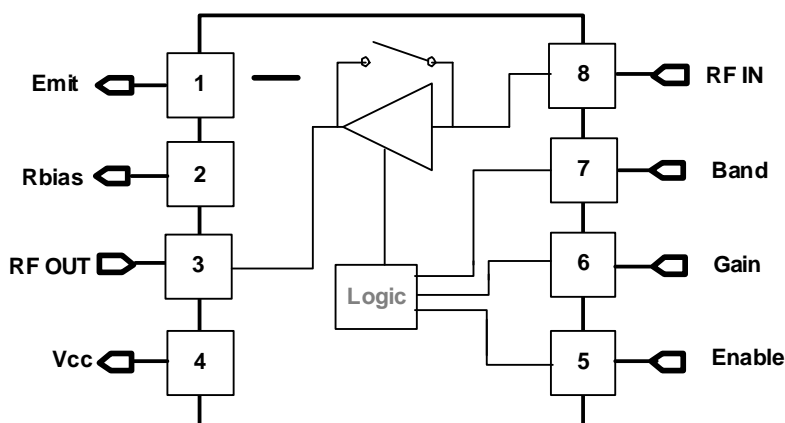 Emit
1
8
RF IN
Rbias
2
7
Band
RF OUT
3
6
Gain
Logic
Vcc
4
5
Enable